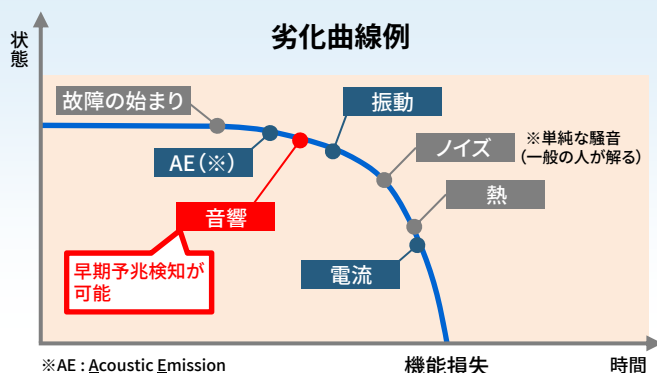 劣化曲線例
状態
故障の始まり
振動
AE(※)
ノイズ
※単純な騒音
（一般の人が解る）
熱
音響
早期予兆検知が
可能
電流
※AE : Acoustic Emission
機能損失
時間